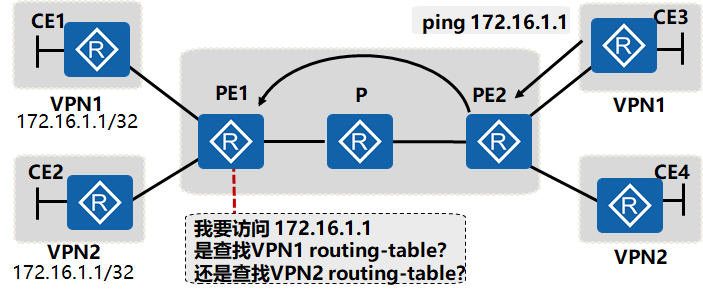 ping 172.16.1.1
CE1
R
VPN1
172.16.1.1/32
CE3
R
VPN1
PE1
R
P
R
PE2
R
CE2
R
VPN2
172.16.1.1/32
CE4
R
VPN2
我要访问 172.16.1.1
是查找VPN1 routing-table?
还是查找VPN2 routing-table?